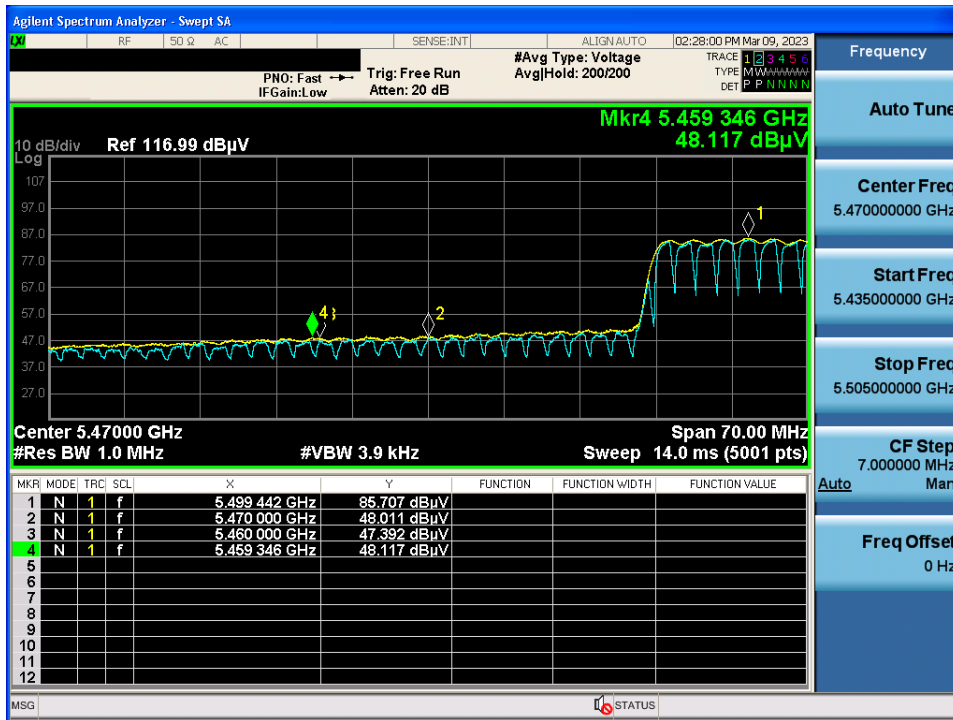 Agilent Spectrum Analyzer - Swept SA
LXI RF 50 Ω AC SENSE:INT ALIGN AUTO 02:28:00 PM Mar 09, 2023
Frequency
PNO: Fast
IFGain:Low
Trig: Free Run
Atten: 20 dB
#Avg Type: Voltage
Avg|Hold: 200/200
TRACE 1 2 3 4 5 6
TYPE MWWWWW
DET P P N N N N
Auto Tune
Mkr4 5.459 346 GHz
48.117 dBµV
10 dB/div Ref 116.99 dBµV
Log
107
97.0
87.0
77.0
67.0
57.0
47.0
37.0
27.0
1
2
3
4
Center 5.47000 GHz Span 70.00 MHz
#Res BW 1.0 MHz #VBW 3.9 kHz Sweep 14.0 ms (5001 pts)
Center Freq
5.470000000 GHz
Start Freq
5.435000000 GHz
Stop Freq
5.505000000 GHz
CF Step
7.000000 MHz
Auto Man
Freq Offset
0 Hz
MKR MODE TRC SCL X Y FUNCTION FUNCTION WIDTH FUNCTION VALUE
1 N 1 f 5.499 442 GHz 85.707 dBµV
2 N 1 f 5.470 000 GHz 48.011 dBµV
3 N 1 f 5.460 000 GHz 47.392 dBµV
4 N 1 f 5.459 346 GHz 48.117 dBµV
5
6
7
8
9
10
11
12
MSG STATUS